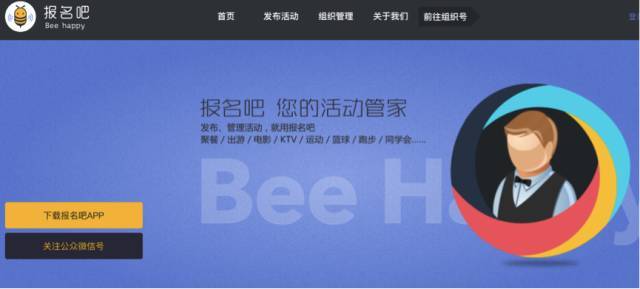 报名吧
Bee happy
首页 发布活动 组织管理 关于我们 前往组织号
报名吧 您的活动管家
发布、管理活动，就用报名吧
聚餐 / 出游 / 电影 / KTV / 运动 / 篮球 / 跑步 / 同学会......
Bee Ha y
下载报名吧APP
关注公众微信号